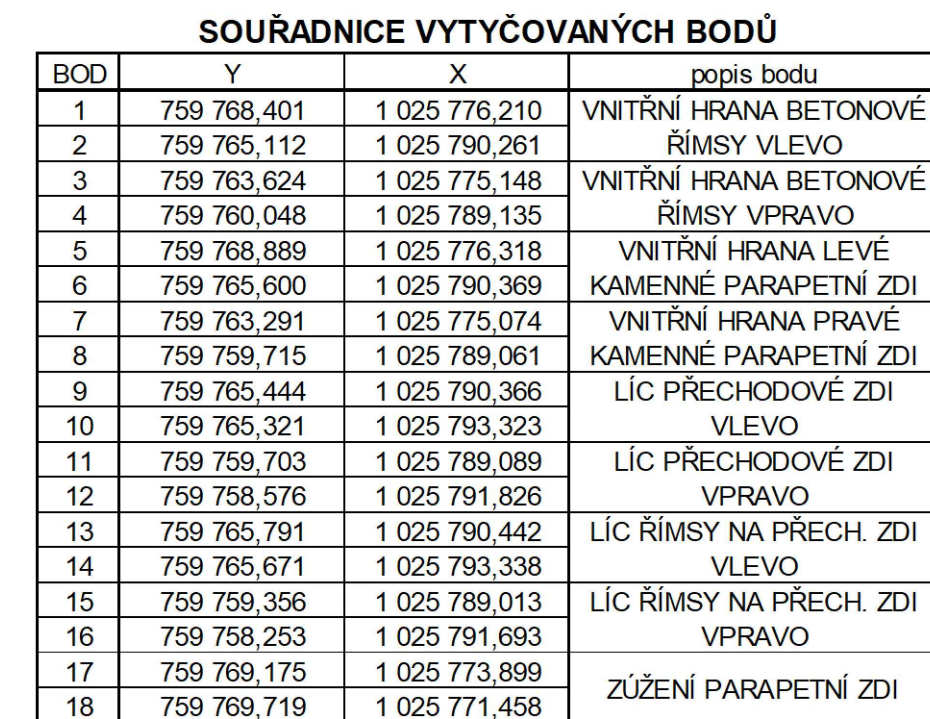 SOUŘADNICE VYTYČOVANÝCH BODŮ
BOD Y X popis bodu
1 759 768,401 1 025 776,210 VNITŘNÍ HRANA BETONOVÉ
2 759 765,112 1 025 790,261 ŘÍMSY VLEVO
3 759 763,624 1 025 775,148 VNITŘNÍ HRANA BETONOVÉ
4 759 760,048 1 025 789,135 ŘÍMSY VPRAVO
5 759 768,889 1 025 776,318 VNITŘNÍ HRANA LEVÉ
6 759 765,600 1 025 790,369 KAMENNÉ PARAPETNÍ ZDI
7 759 763,291 1 025 775,074 VNITŘNÍ HRANA PRAVÉ
8 759 759,715 1 025 789,061 KAMENNÉ PARAPETNÍ ZDI
9 759 765,444 1 025 790,366 LÍC PŘECHODOVÉ ZDI
10 759 765,321 1 025 793,323 VLEVO
11 759 759,703 1 025 789,089 LÍC PŘECHODOVÉ ZDI
12 759 758,576 1 025 791,826 VPRAVO
13 759 765,791 1 025 790,442 LÍC ŘÍMSY NA PŘECH. ZDI
14 759 765,671 1 025 793,338 VLEVO
15 759 759,356 1 025 789,013 LÍC ŘÍMSY NA PŘECH. ZDI
16 759 758,253 1 025 791,693 VPRAVO
17 759 769,175 1 025 773,899
ZÚŽENÍ PARAPETNÍ ZDI
18 759 769,719 1 025 771,458